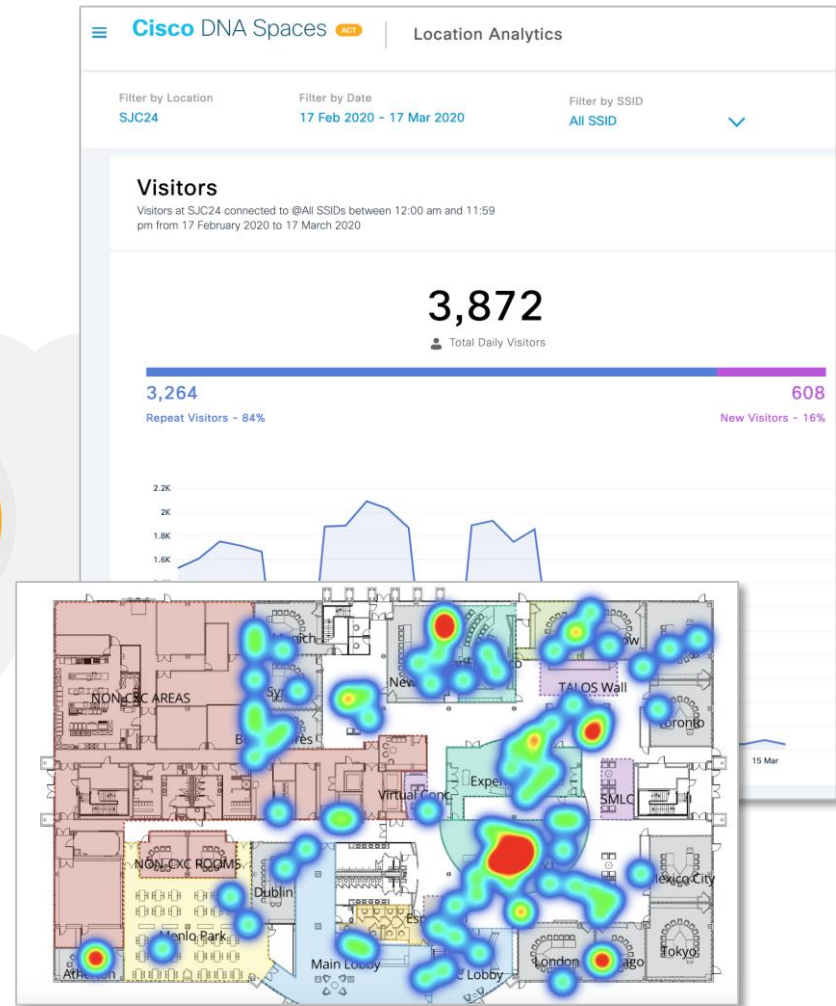 Cisco DNA Spaces ACT
Location Analytics
Filter by Location
SJC24
Filter by Date
17 Feb 2020 - 17 Mar 2020
Filter by SSID
All SSID
Visitors
Visitors at SJC24 connected to @All SSIDs between 12:00 am and 11:59
pm from 17 February 2020 to 17 March 2020
3,872
Total Daily Visitors
3,264
Repeat Visitors - 84%
608
New Visitors - 16%
2.2K
2K
1.8K
1.6K
15 Mar
NON-CXC AREAS
TALOS Wall
Virtual Conc.
SMLC
NON-CXC ROOMS
Dublin
Mexico City
Menlo Park
Main Lobby
Lobby
London
Tokyo